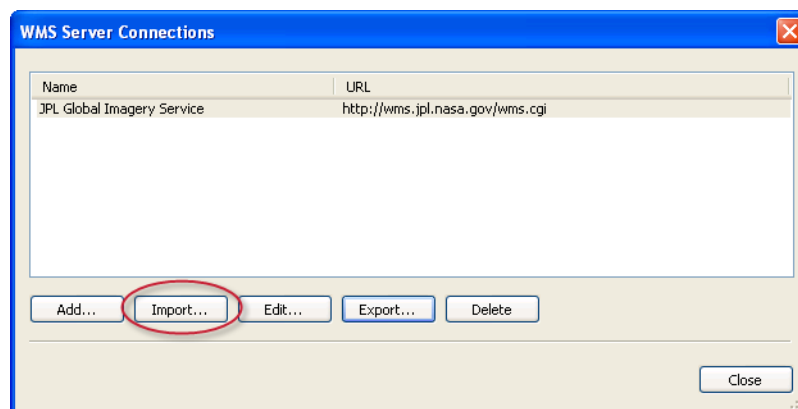 WMS Server Connections
Name URL
JPL Global Imagery Service http://wms.jpl.nasa.gov/wms.cgi
Add... Import... Edit... Export... Delete
Close